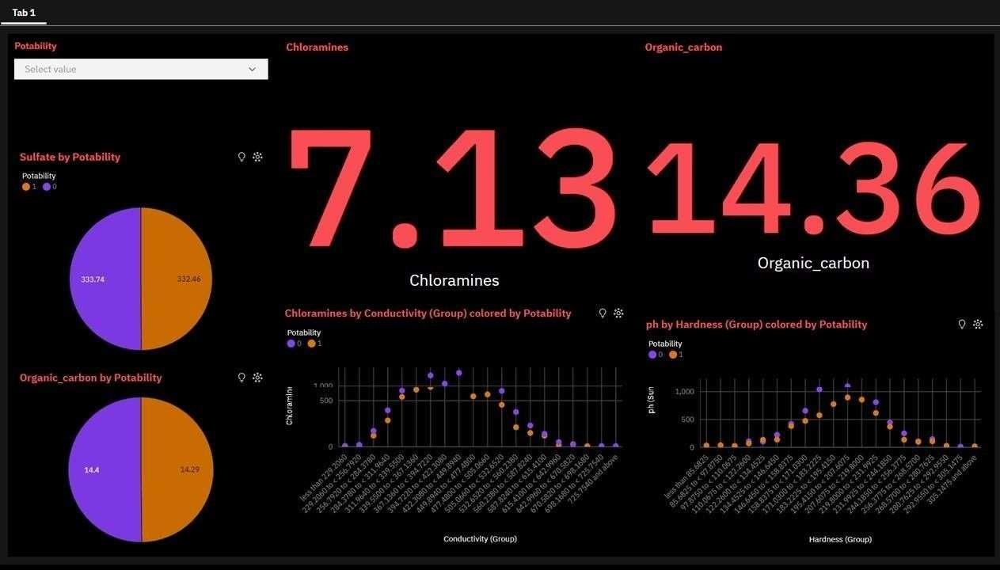 Tab 1
Potability
Select value
Sulfate by Potability
Potability
1 0
333.74
332.46
Organic_carbon by Potability
14.4
14.29
Chloramines
7.13
Chloramines
Organic_carbon
14.36
Organic_carbon
Chloramines by Conductivity (Group) colored by Potability
Potability
0 1
Chloramin
1 000
500
0
less than 229.2060
229.2060 to < 256.7920
256.7920 to < 284.3780
284.3780 to < 311.9640
311.9640 to < 339.5500
339.5500 to < 367.1360
367.1360 to < 394.7220
394.7220 to < 422.3080
422.3080 to < 449.8940
449.8940 to < 477.4800
477.4800 to < 505.0660
505.0660 to < 532.6520
532.6520 to < 560.2380
560.2380 to < 587.8240
587.8240 to < 615.4100
615.4100 to < 642.9960
642.9960 to < 670.5820
670.5820 to < 698.1680
698.1680 to < 725.7540
725.7540 and above
Conductivity (Group)
ph by Hardness (Group) colored by Potability
Potability
0 1
ph (Sun
1,000
500
0
less than 85.6825
85.6825 to < 97.8750
97.8750 to < 110.0675
110.0675 to < 122.2600
122.2600 to < 134.4525
134.4525 to < 146.6450
146.6450 to < 158.8375
158.8375 to < 171.0300
171.0300 to < 183.2225
183.2225 to < 195.4150
195.4150 to < 207.6075
207.6075 to < 219.8000
219.8000 to < 231.9925
231.9925 to < 244.1850
244.1850 to < 256.3775
256.3775 to < 268.5700
268.5700 to < 280.7625
280.7625 to < 292.9550
292.9550 to < 305.1475
305.1475 and above
Hardness (Group)